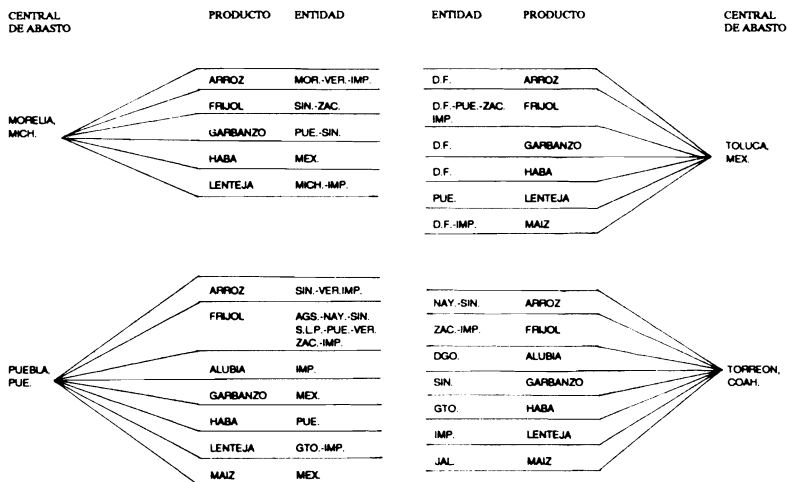 CENTRAL DE ABASTO PRODUCTO ENTIDAD ENTIDAD PRODUCTO CENTRAL DE ABASTO
MORELIA, MICH.
ARROZ MOR.-VER.-IMP.
FRIJOL SIN.-ZAC.
GARBANZO PUE.-SIN.
HABA MEX.
LENTEJA MICH.-IMP.
D.F. ARROZ
D.F.-PUE.-ZAC. FRIJOL
IMP.
D.F. GARBANZO
D.F. HABA
PUE. LENTEJA
D.F.-IMP. MAIZ
TOLUCA,
MEX.
PUEBLA,
PUE.
ARROZ SIN.-VER.IMP.
FRIJOL AGS.-NAY.-SIN.
S.L.P.-PUE.-VER.
ZAC.-IMP.
ALUBIA IMP.
GARBANZO MEX.
HABA PUE.
LENTEJA GTO.-IMP.
MAIZ MEX.
NAY.-SIN. ARROZ
ZAC.-IMP. FRIJOL
DGO. ALUBIA
SIN. GARBANZO
GTO. HABA
IMP. LENTEJA
JAL. MAIZ
TORREON,
COAH.